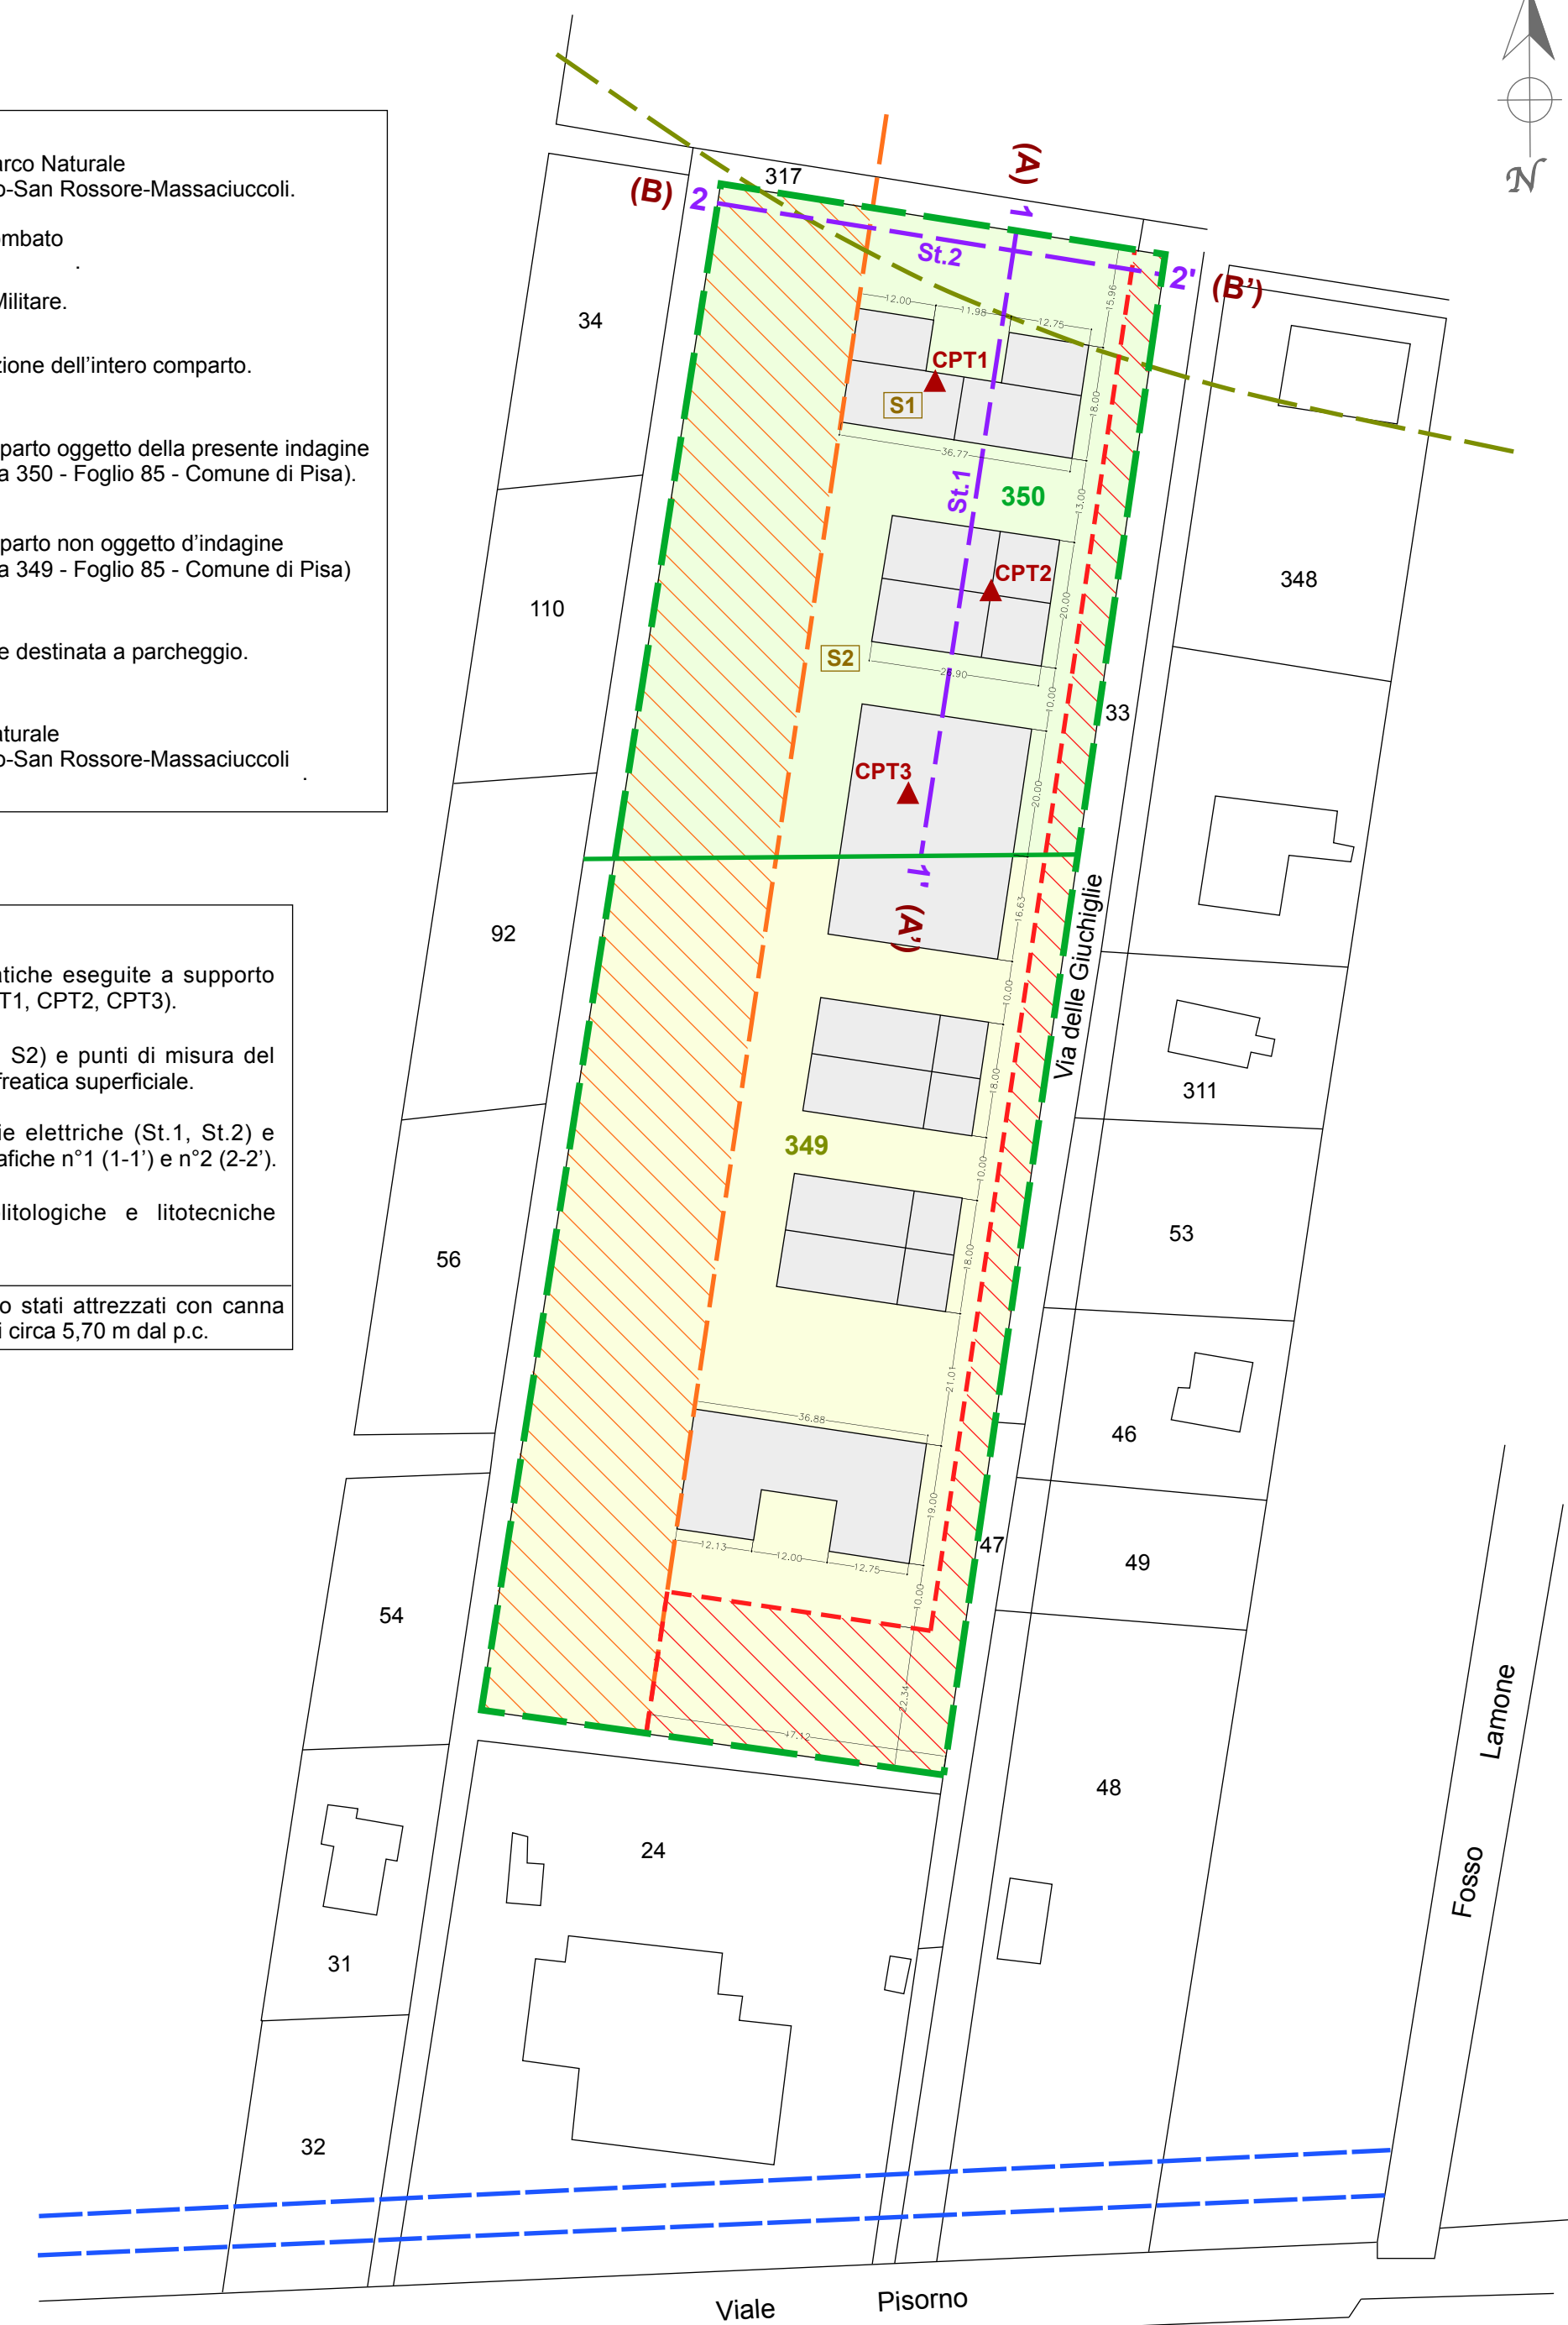 arco Naturale
o-San Rossore-Massaciuccoli.
ombato
.
Militare.
zione dell'intero comparto.
parto oggetto della presente indagine
a 350 - Foglio 85 - Comune di Pisa).
parto non oggetto d'indagine
a 349 - Foglio 85 - Comune di Pisa)
e destinata a parcheggio.
aturale
o-San Rossore-Massaciuccoli
.
atiche eseguite a supporto
T1, CPT2, CPT3).
S2) e punti di misura del
freatica superficiale.
ie elettriche (St.1, St.2) e
afiche n°1 (1-1') e n°2 (2-2').
litologiche e litotecniche
o stati attrezzati con canna
i circa 5,70 m dal p.c.
N
317
(A)
1
(B) 2
St.2
2' (B')
34
12.00
11.98
12.75
15.96
CPT1
S1
18.00
36.77
St.1
350
13.00
CPT2
348
110
20.00
S2
10.00
33
CPT3
20.00
1'
(A')
92
16.63
Via delle Giuchiglie
10.00
311
18.00
349
10.00
53
56
18.00
21.01
36.88
46
19.00
12.13
12.00
12.75
47
49
10.00
54
22.34
48
24
31
32
Fosso Lamone
Viale Pisorno